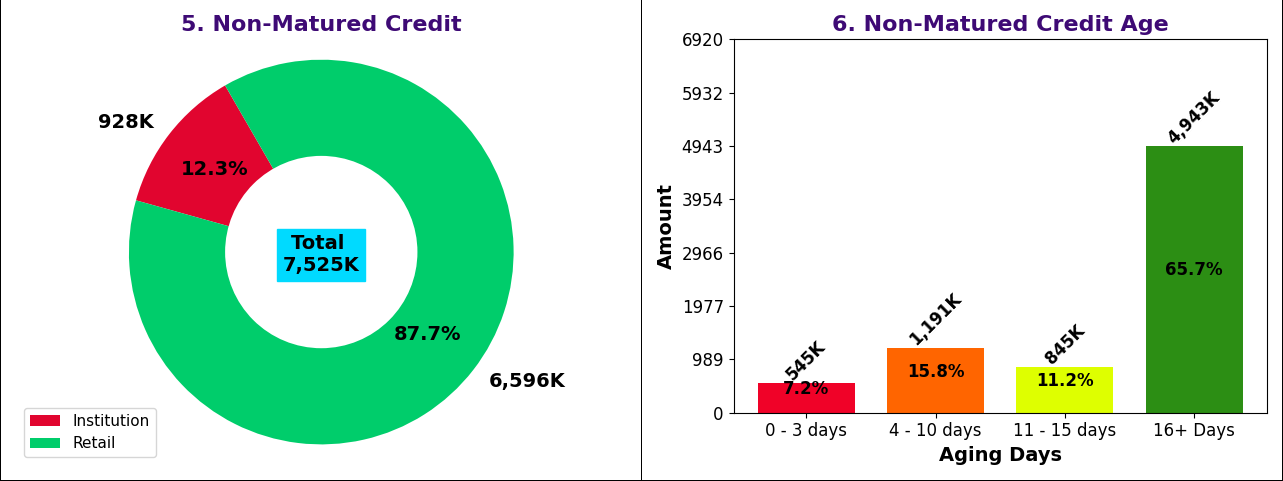 5. Non-Matured Credit
928K
12.3%
Total
7,525K
87.7%
6,596K
Institution
Retail
6. Non-Matured Credit Age
Amount
6920
5932
4943
3954
2966
1977
989
0
545K
7.2%
1,191K
15.8%
845K
11.2%
4,943K
65.7%
0 - 3 days
4 - 10 days
11 - 15 days
16+ Days
Aging Days